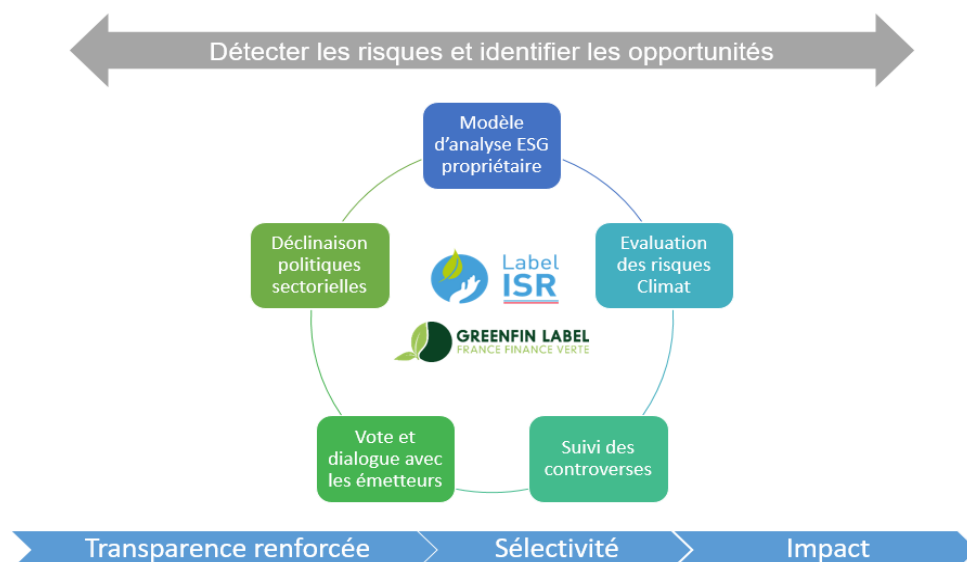 Détecter les risques et identifier les opportunités
Modèle
d'analyse ESG
propriétaire
Déclinaison
politiques
sectorielles
Label
ISR
Evaluation
des risques
Climat
GREENFIN LABEL
FRANCE FINANCE VERTE
Vote et
dialogue avec
les émetteurs
Suivi des
controverses
Transparence renforcée
Sélectivité
Impact